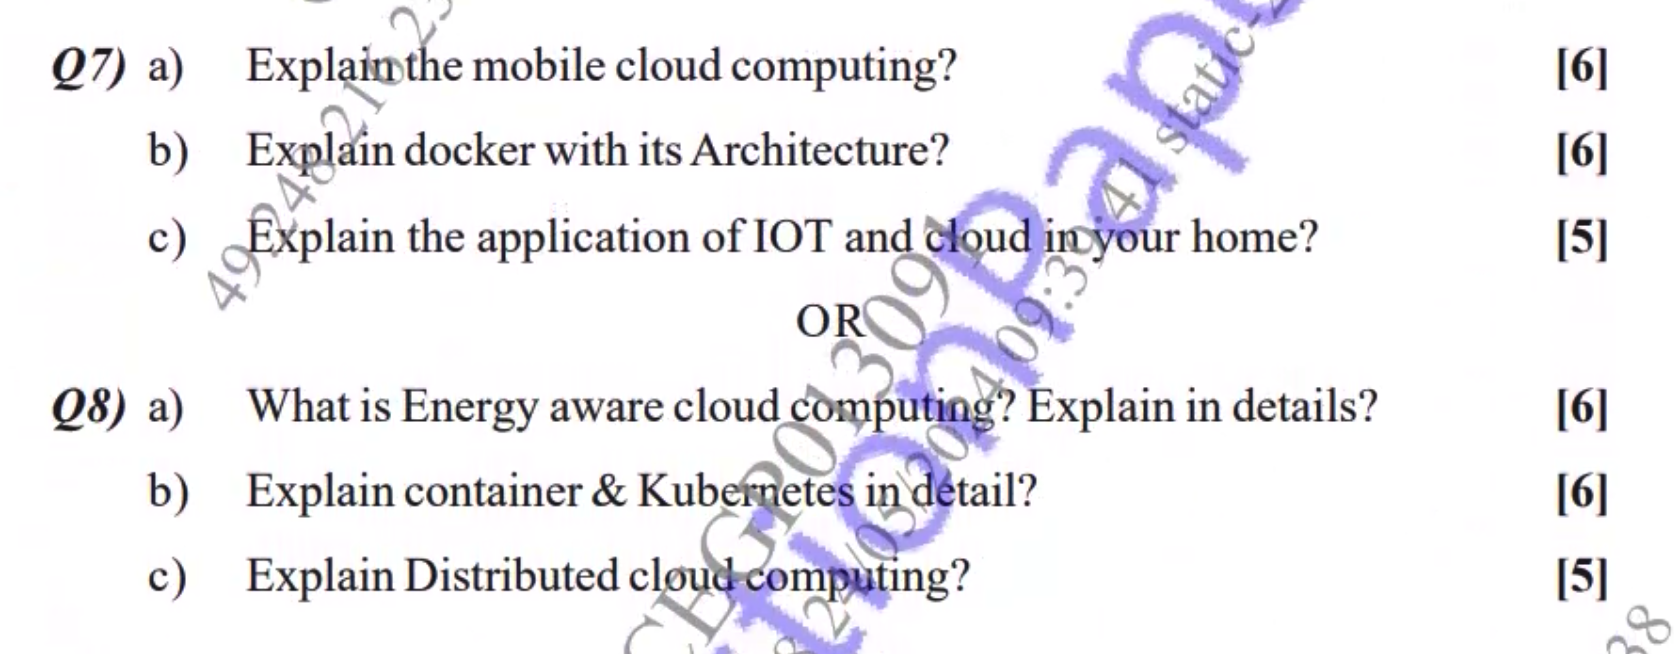 Q7) a) Explain the mobile cloud computing? [6]
b) Explain docker with its Architecture? [6]
c) Explain the application of IOT and cloud in your home? [5]
OR
Q8) a) What is Energy aware cloud computing? Explain in details? [6]
b) Explain container & Kubernetes in detail? [6]
c) Explain Distributed cloud computing? [5]